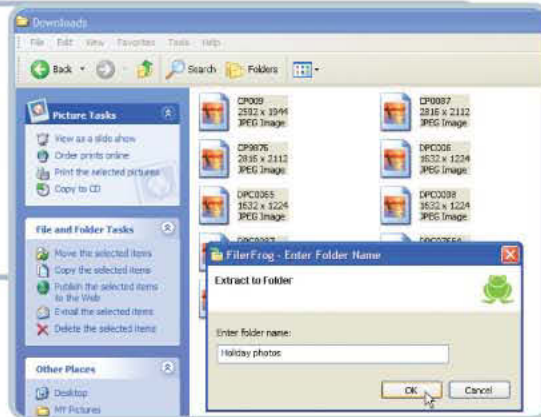 Downloads
File Edit View Favorites Tools Help
Back Search Folders
Picture Tasks
View as a slide show
Order prints online
Print the selected pictures
Copy to CD
File and Folder Tasks
Move the selected items
Copy the selected items
Publish the selected items
to the Web
E-mail the selected items
Delete the selected items
Other Places
Desktop
MY Pictures
CP009
2592 x 1944
JPEG Image
CP0087
2816 x 2112
JPEG Image
CP9876
2816 x 2112
JPEG Image
DPC006
1632 x 1224
JPEG Image
DPC0065
1632 x 1224
JPEG Image
DPC0098
1632 x 1224
JPEG Image
FilerFrog - Enter Folder Name
Extract to Folder
Enter folder name:
Holiday photos
OK Cancel